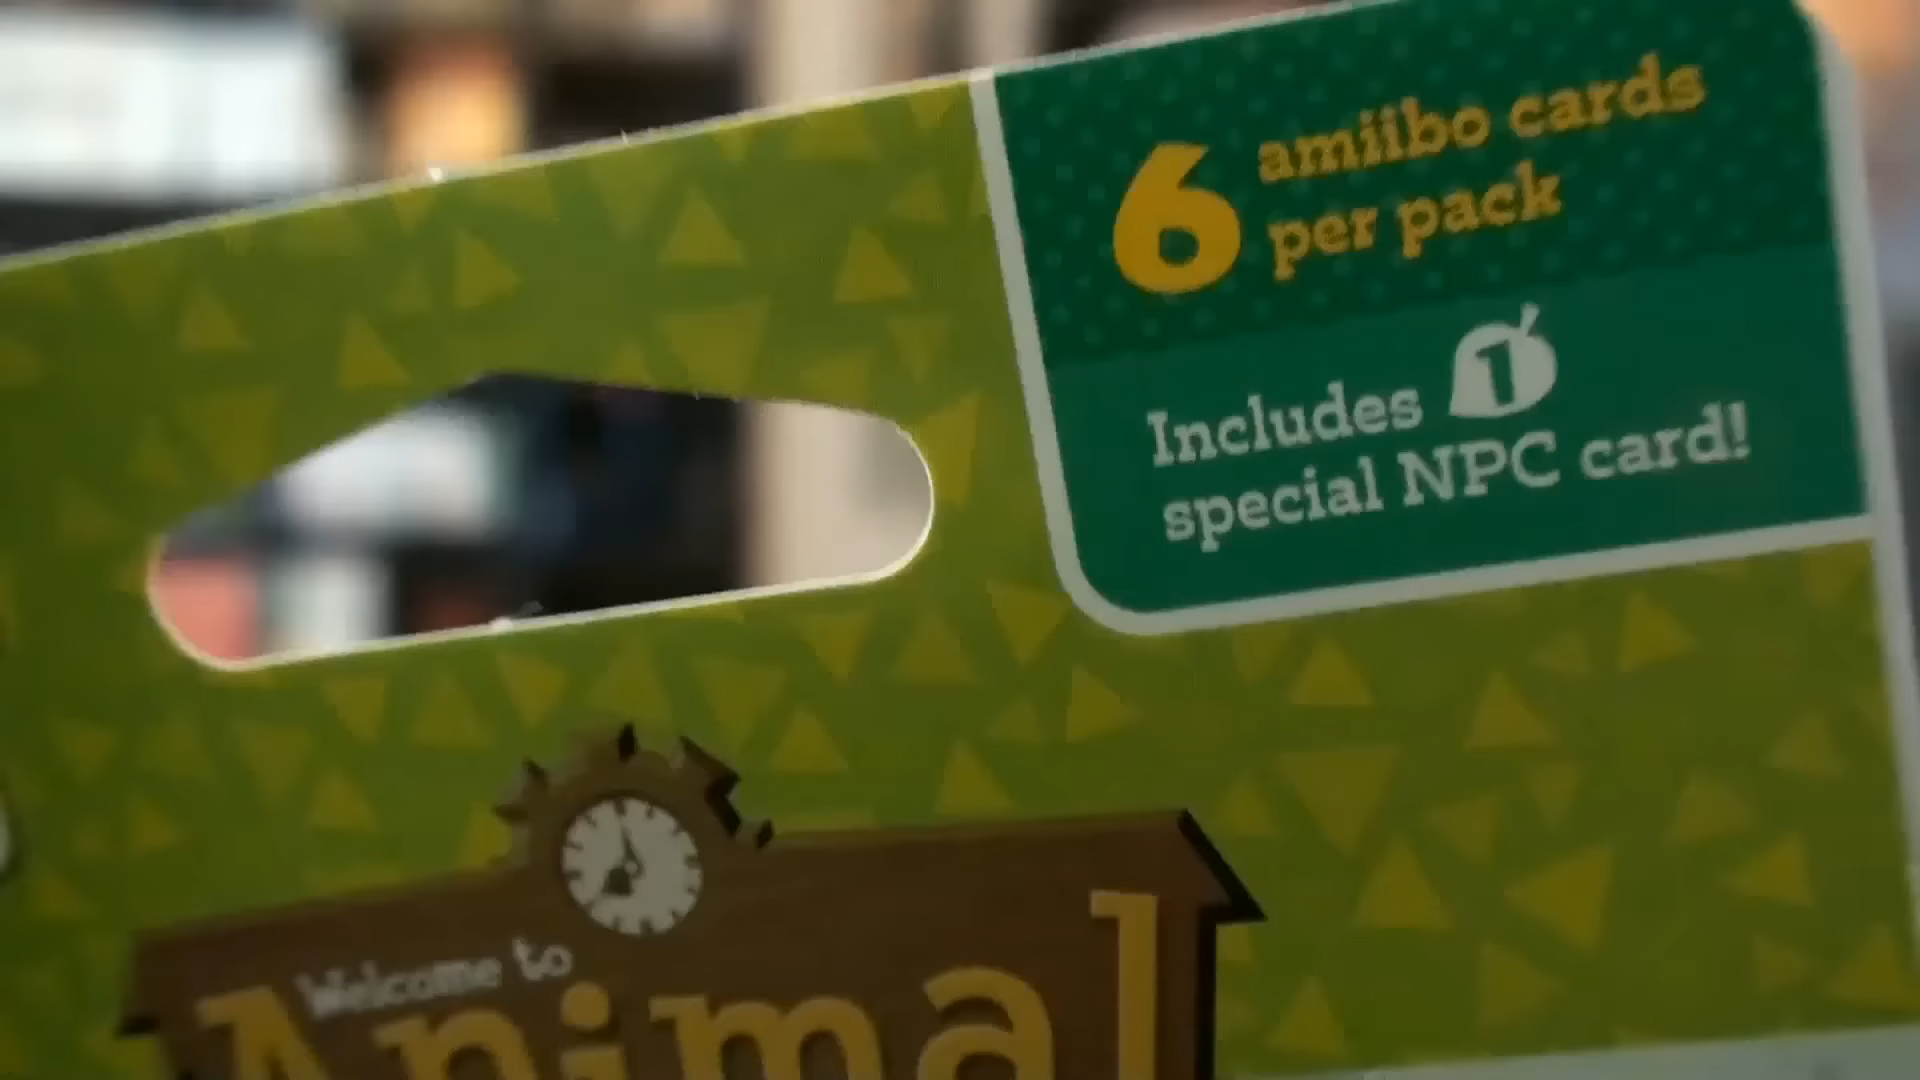 6 amiibo cards
per pack
Includes 1
special NPC card!
Welcome to
Animal